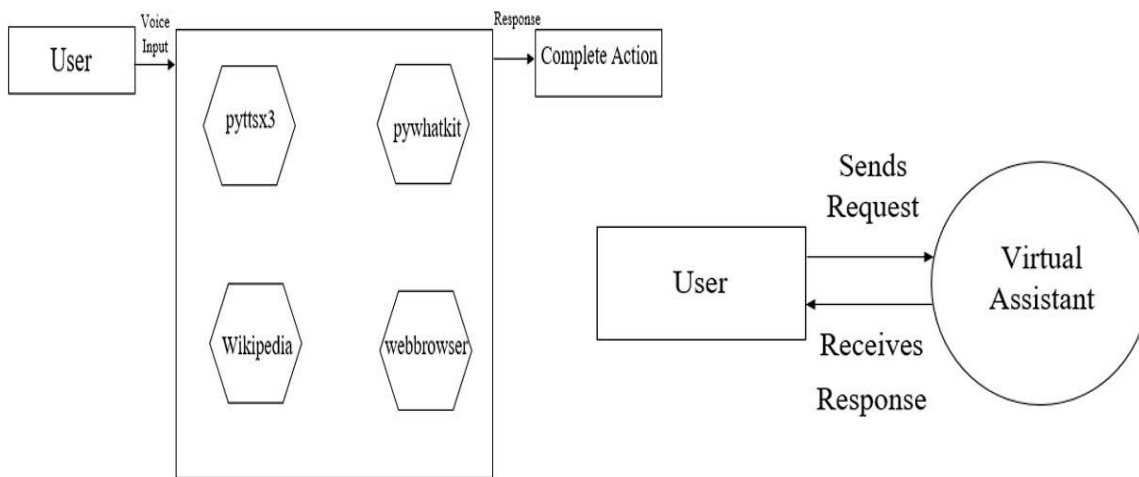 Voice
Input
User
Response
Complete Action
pyttsx3
pywhatkit
Wikipedia
webbrowser
Sends
Request
User
Virtual
Assistant
Receives
Response